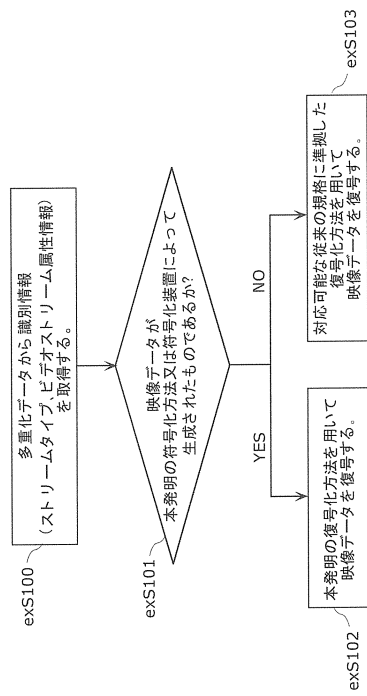 exS100
多重化データから識別情報
(ストリームタイプ、ビデオストリーム属性情報)
を取得する。
exS101
映像データが
本発明の符号化方法又は符号化装置によって
生成されたものであるか?
YES
NO
exS102
本発明の復号化方法を用いて
映像データを復号する。
exS103
対応可能な従来の規格に準拠した
復号化方法を用いて
映像データを復号する。